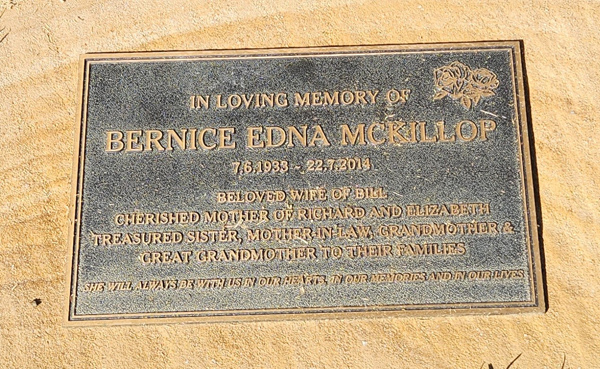 IN LOVING MEMORY OF
BERNICE EDNA MCKILLOP
7.6.1933 - 22.7.2014
BELOVED WIFE OF BILL
CHERISHED MOTHER OF RICHARD AND ELIZABETH
TREASURED SISTER, MOTHER-IN-LAW, GRANDMOTHER &
GREAT GRANDMOTHER TO THEIR FAMILIES
SHE WILL ALWAYS BE WITH US IN OUR HEARTS, IN OUR MEMORIES AND IN OUR LIVES